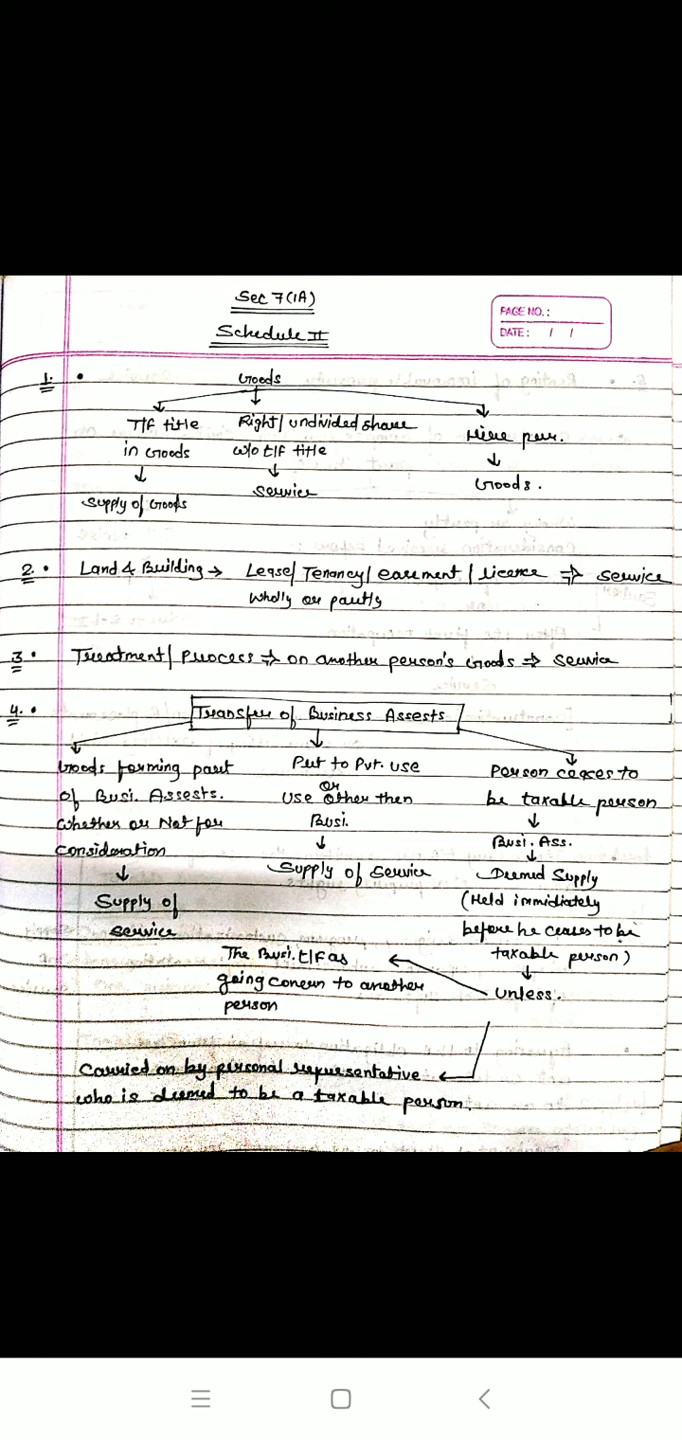 Sec 7(1A)
Schedule II
PAGE NO.:
DATE: / /
1. • Goods
T/f title Right/undivided share Hire pur.
in Goods w/o t/f title ↓
↓ ↓ Goods.
Supply of Goods Service
2. • Land & Building → Lease/ Tenancy/ easement / licence ⇒ service
Wholly or partly
3. • Treatment/ Process ⇒ on another person's Goods ⇒ service
4. • Transfer of Business Assests
Goods forming part
of Busi. Assests.
Whether or Not for
consideration
↓
Supply of
service
Put to Pvt. use
or
use other then
Busi.
↓
Supply of service
Person ceases to
be taxable person
↓
Busi. Ass.
↓
Deemed Supply
(Held immidiately
before he ceases to be
taxable person)
↓
unless.
The Busi. t/f as
going concern to another
person
Carried on by personal representative
who is deemed to be a taxable person.